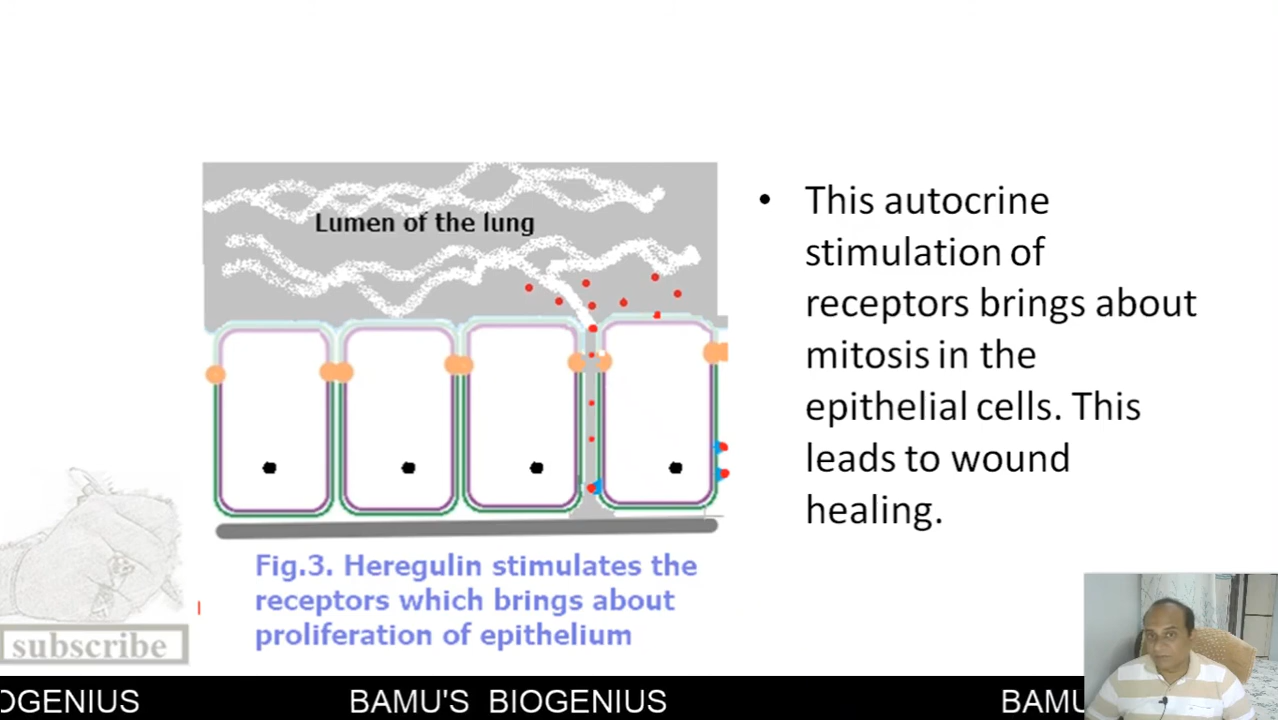 Lumen of the lung
• This autocrine
stimulation of
receptors brings about
mitosis in the
epithelial cells. This
leads to wound
healing.
Fig.3. Heregulin stimulates the
receptors which brings about
proliferation of epithelium
subscribe
OGENIUS BAMU'S BIOGENIUS BAMU